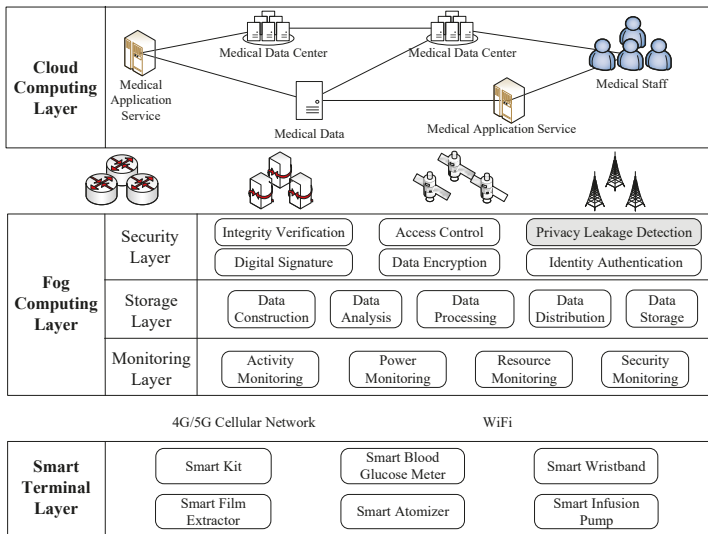 Cloud
Computing
Layer
Medical
Application
Service
Medical Data Center
Medical Data Center
Medical Data
Medical Application Service
Medical Staff
Fog
Computing
Layer
Security
Layer
Integrity Verification
Access Control
Privacy Leakage Detection
Digital Signature
Data Encryption
Identity Authentication
Storage
Layer
Data
Construction
Data
Analysis
Data
Processing
Data
Distribution
Data
Storage
Monitoring
Layer
Activity
Monitoring
Power
Monitoring
Resource
Monitoring
Security
Monitoring
4G/5G Cellular Network
WiFi
Smart
Terminal
Layer
Smart Kit
Smart Blood
Glucose Meter
Smart Wristband
Smart Film
Extractor
Smart Atomizer
Smart Infusion
Pump